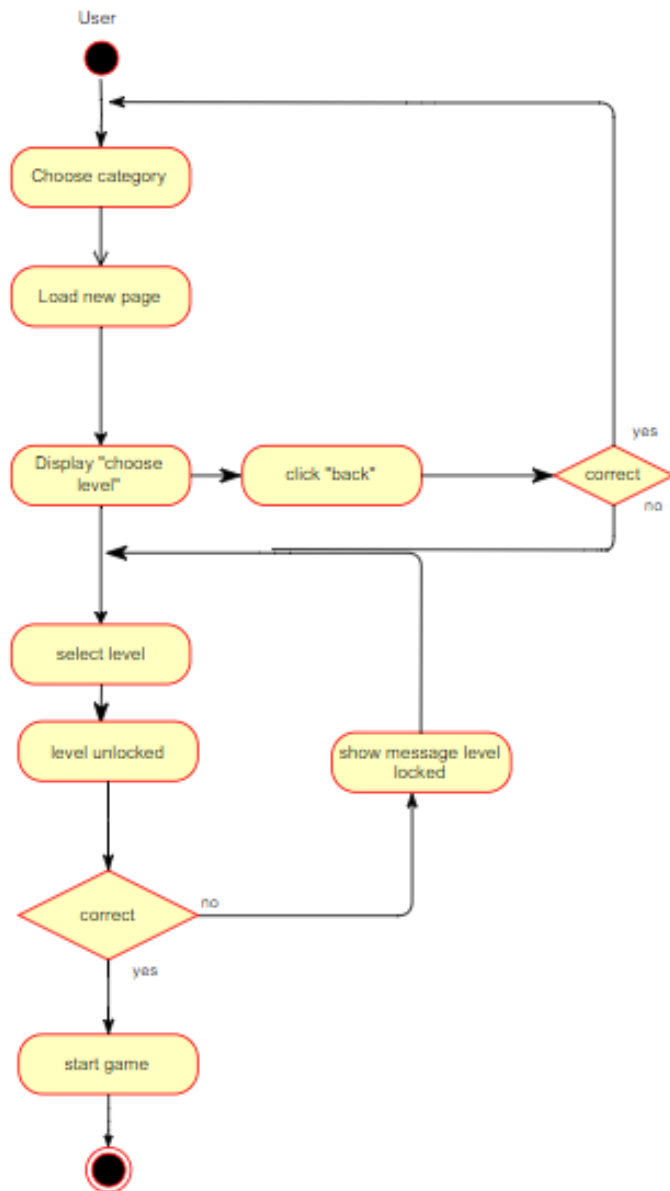 User
Choose category
Load new page
yes
Display "choose
level"
click "back"
correct
no
select level
level unlocked
show message level
locked
no
correct
yes
start game